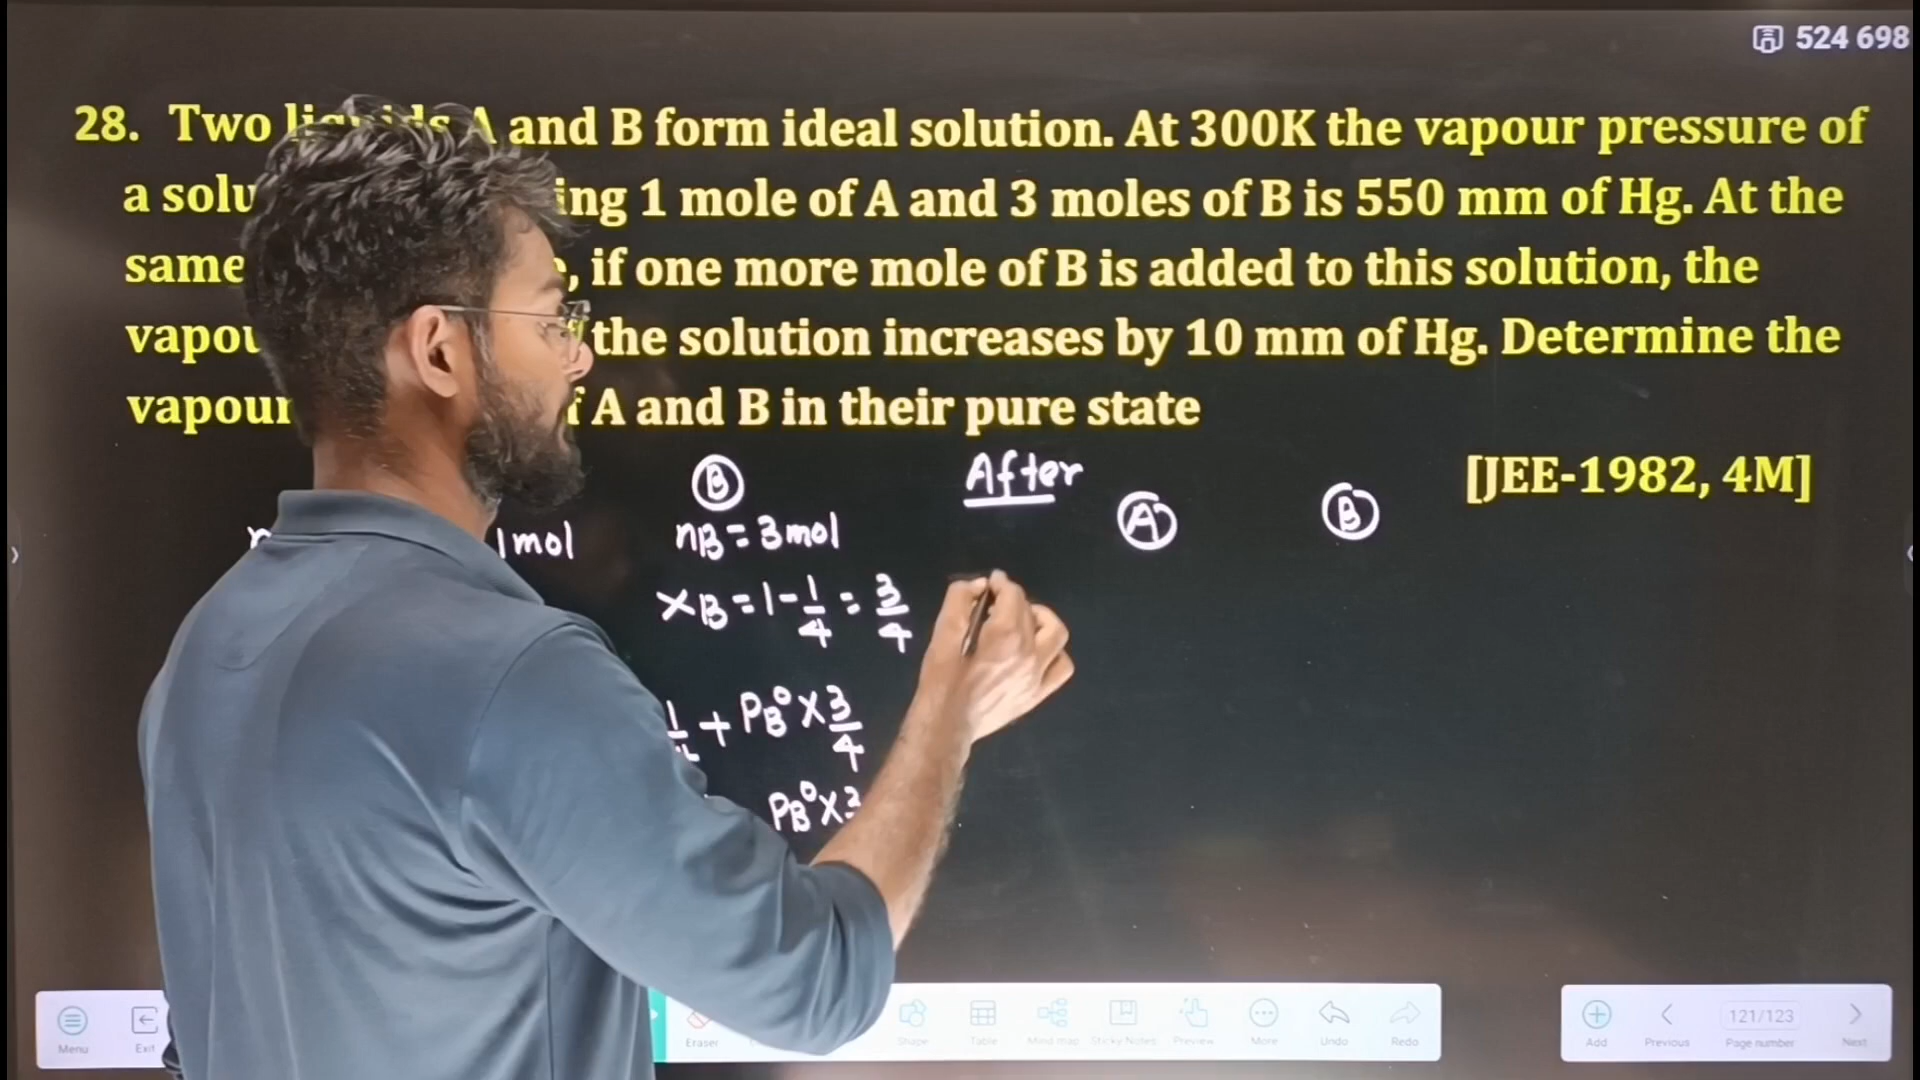 524 698
28. Two liquids A and B form ideal solution. At 300K the vapour pressure of
a solu ing 1 mole of A and 3 moles of B is 550 mm of Hg. At the
same , if one more mole of B is added to this solution, the
vapou the solution increases by 10 mm of Hg. Determine the
vapour f A and B in their pure state
[JEE-1982, 4M]
B After A B
1mol nB = 3mol
xB = 1 - 1/4 = 3/4
+ PB° × 3/4
PB° ×
Menu Exit Eraser Shape Table Mind map Sticky Notes Preview More Undo Redo Add Previous 121/123 Page number Next